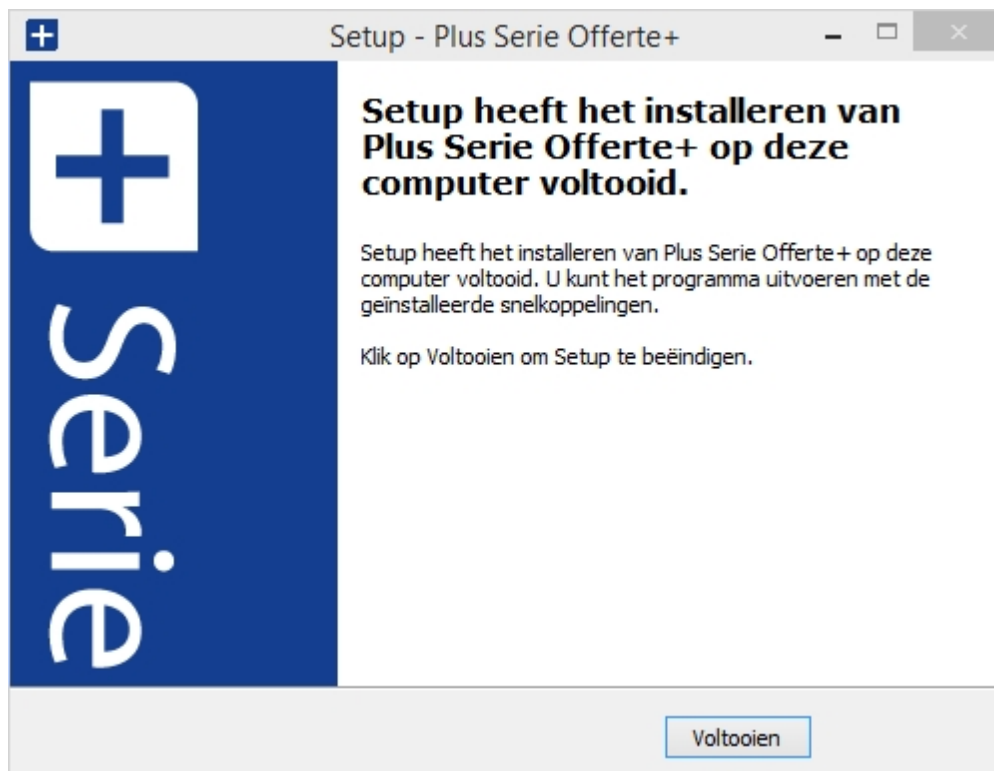 Setup - Plus Serie Offerte+
+ Serie
Setup heeft het installeren van
Plus Serie Offerte+ op deze
computer voltooid.
Setup heeft het installeren van Plus Serie Offerte+ op deze
computer voltooid. U kunt het programma uitvoeren met de
geïnstalleerde snelkoppelingen.
Klik op Voltooien om Setup te beëindigen.
Voltooien